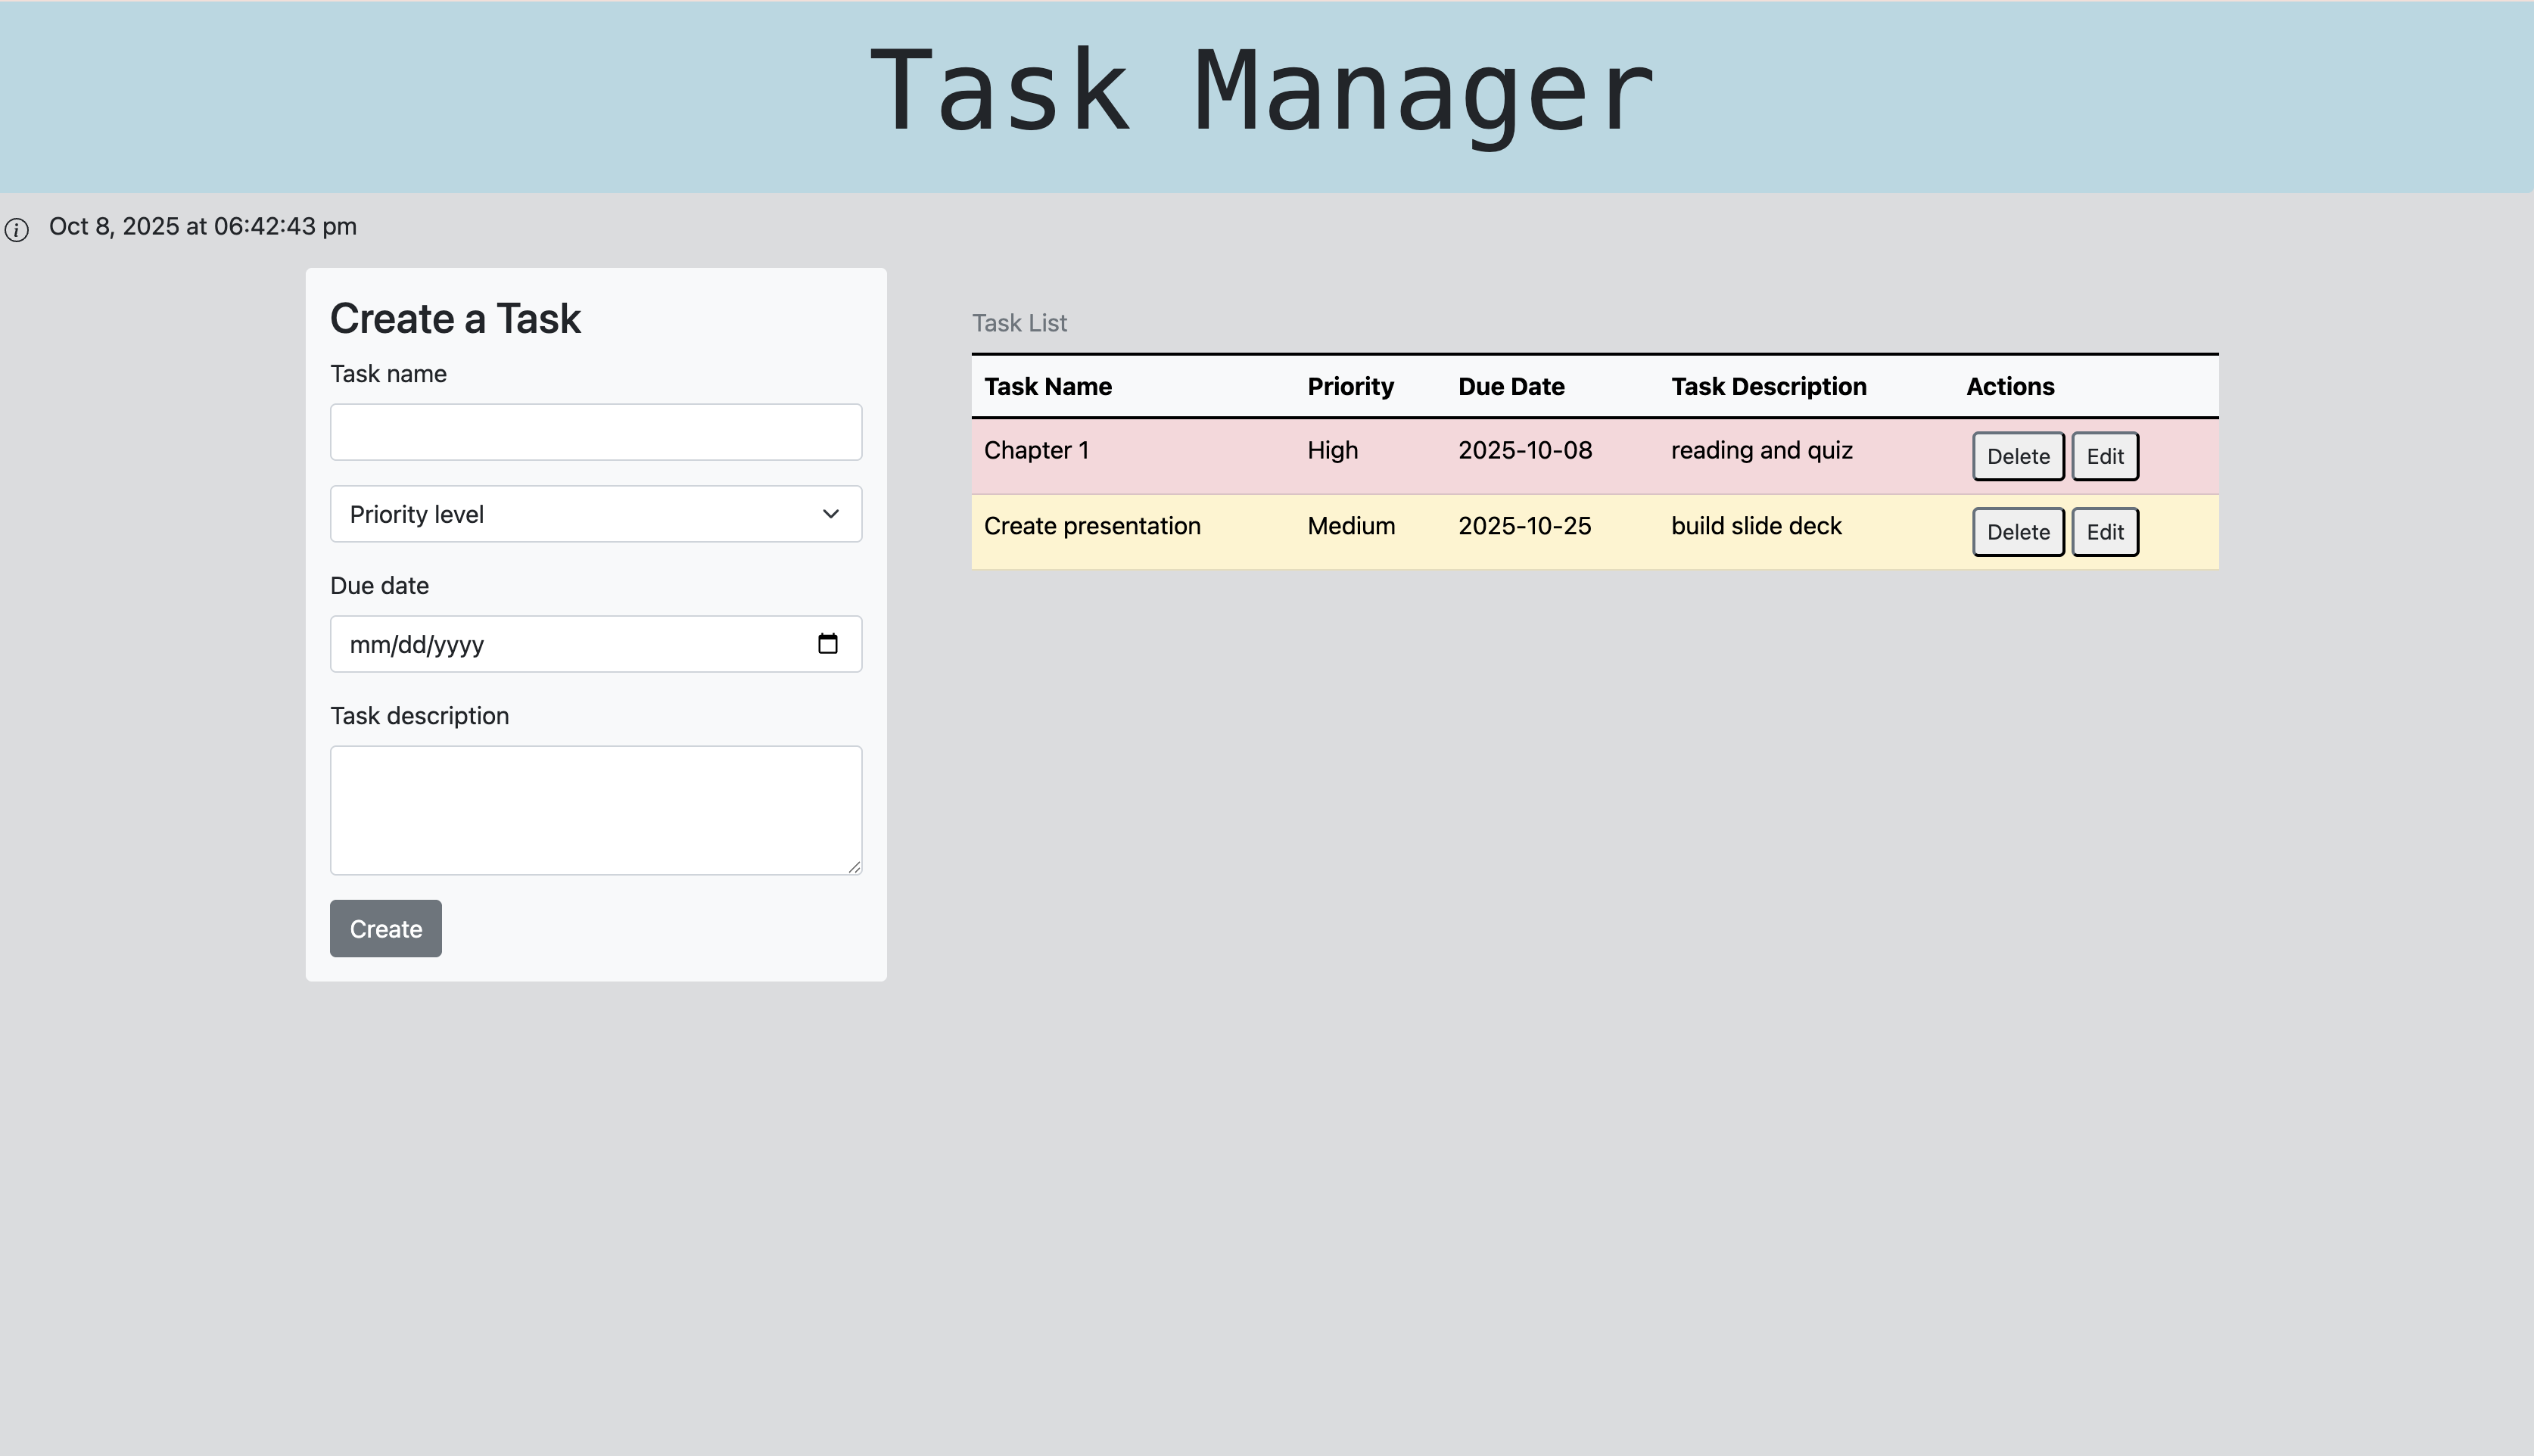 Task Manager
Oct 8, 2025 at 06:42:43 pm
Create a Task
Task name
Priority level
Due date
mm/dd/yyyy
Task description
Create
Task List
Task Name Priority Due Date Task Description Actions
Chapter 1 High 2025-10-08 reading and quiz Delete Edit
Create presentation Medium 2025-10-25 build slide deck Delete Edit